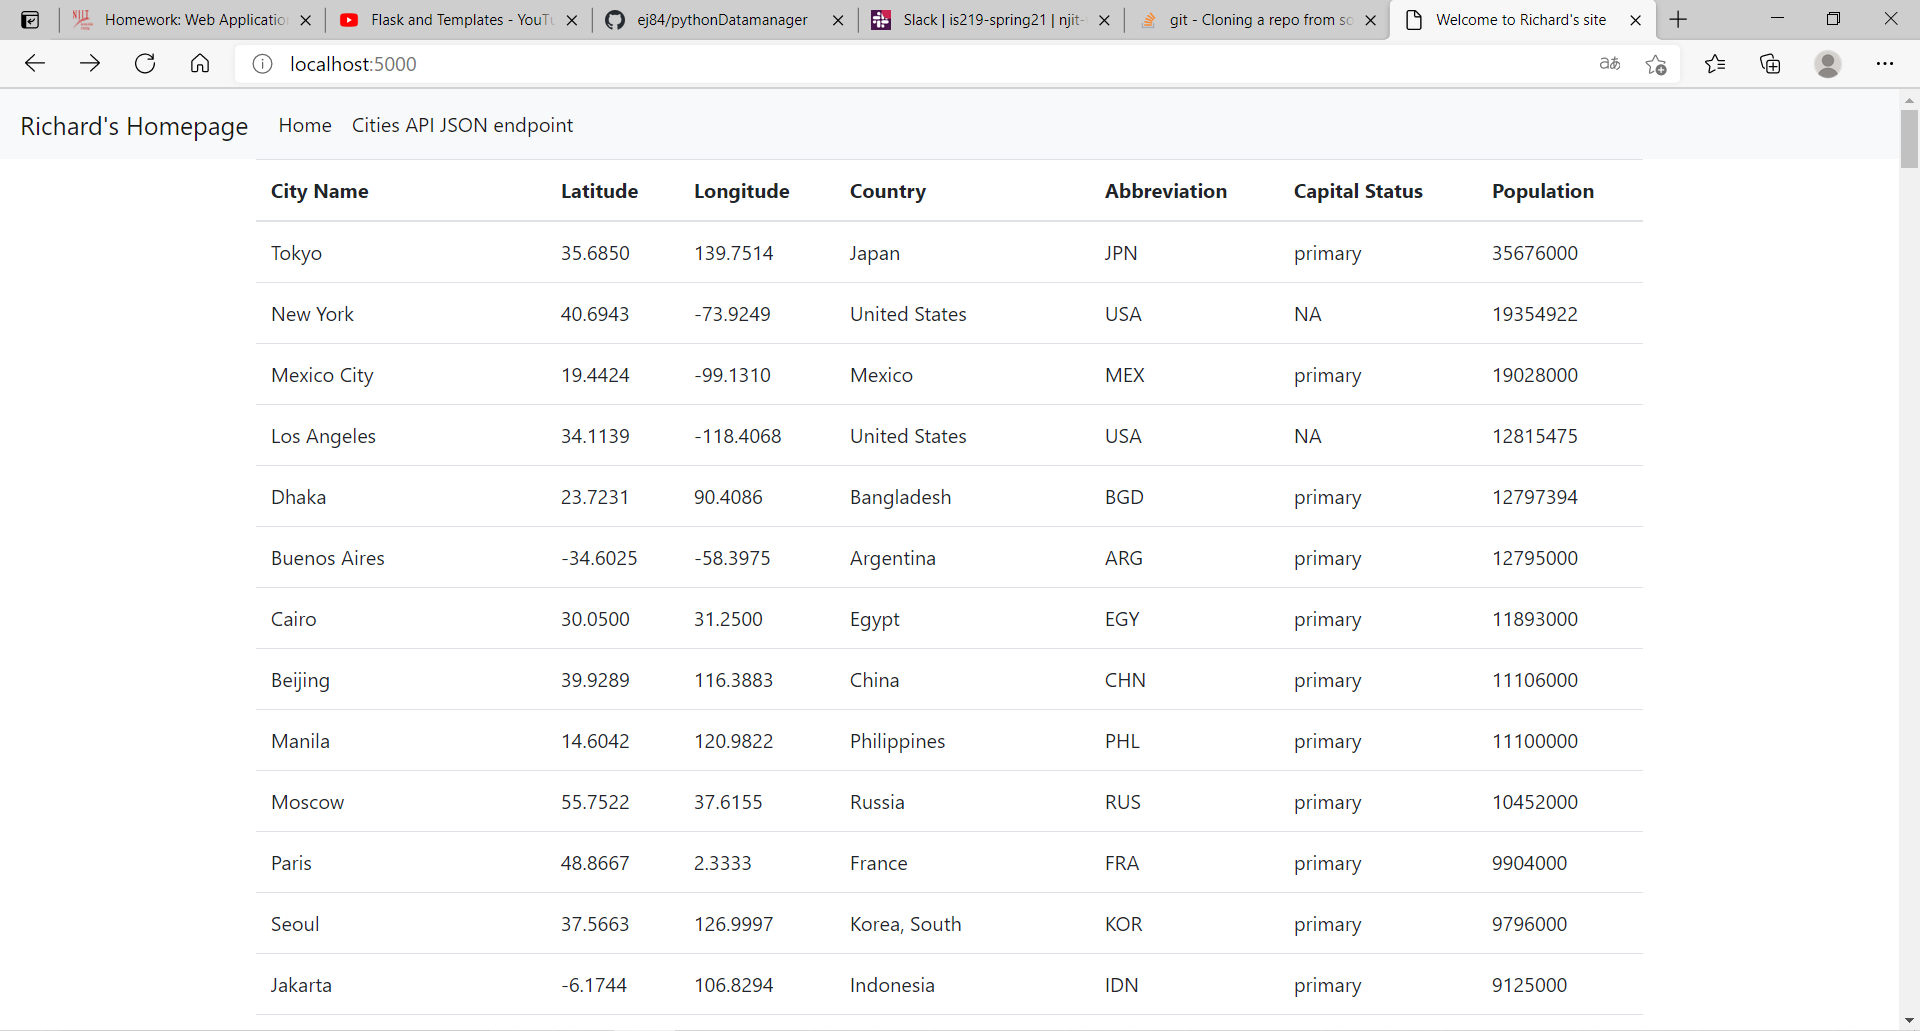 Homework: Web Applicatio
Flask and Templates - YouTu
ej84/pythonDatamanager
Slack | is219-spring21 | njit-
git - Cloning a repo from so
Welcome to Richard's site
localhost:5000
aあ
Richard's Homepage Home Cities API JSON endpoint
City Name Latitude Longitude Country Abbreviation Capital Status Population
Tokyo 35.6850 139.7514 Japan JPN primary 35676000
New York 40.6943 -73.9249 United States USA NA 19354922
Mexico City 19.4424 -99.1310 Mexico MEX primary 19028000
Los Angeles 34.1139 -118.4068 United States USA NA 12815475
Dhaka 23.7231 90.4086 Bangladesh BGD primary 12797394
Buenos Aires -34.6025 -58.3975 Argentina ARG primary 12795000
Cairo 30.0500 31.2500 Egypt EGY primary 11893000
Beijing 39.9289 116.3883 China CHN primary 11106000
Manila 14.6042 120.9822 Philippines PHL primary 11100000
Moscow 55.7522 37.6155 Russia RUS primary 10452000
Paris 48.8667 2.3333 France FRA primary 9904000
Seoul 37.5663 126.9997 Korea, South KOR primary 9796000
Jakarta -6.1744 106.8294 Indonesia IDN primary 9125000